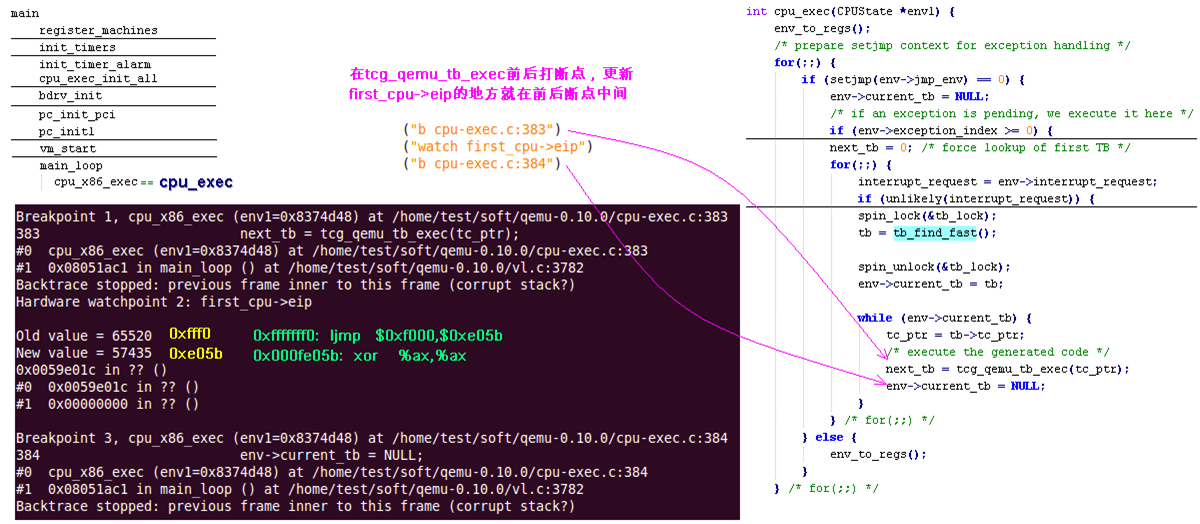 main
register_machines
init_timers
init_timer_alarm
cpu_exec_init_all
bdrv_init
pc_init_pci
pc_init1
vm_start
main_loop
cpu_x86_exec == cpu_exec
在tcg_qemu_tb_exec前后打断点，更新
first_cpu->eip的地方就在前后断点中间
("b cpu-exec.c:383")
("watch first_cpu->eip")
("b cpu-exec.c:384")
Breakpoint 1, cpu_x86_exec (env1=0x8374d48) at /home/test/soft/qemu-0.10.0/cpu-exec.c:383
383 next_tb = tcg_qemu_tb_exec(tc_ptr);
#0 cpu_x86_exec (env1=0x8374d48) at /home/test/soft/qemu-0.10.0/cpu-exec.c:383
#1 0x08051ac1 in main_loop () at /home/test/soft/qemu-0.10.0/vl.c:3782
Backtrace stopped: previous frame inner to this frame (corrupt stack?)
Hardware watchpoint 2: first_cpu->eip
Old value = 65520 0xfff0 0xfffffff0: ljmp $0xf000,$0xe05b
New value = 57435 0xe05b 0x000fe05b: xor %ax,%ax
0x0059e01c in ?? ()
#0 0x0059e01c in ?? ()
#1 0x00000000 in ?? ()
Breakpoint 3, cpu_x86_exec (env1=0x8374d48) at /home/test/soft/qemu-0.10.0/cpu-exec.c:384
384 env->current_tb = NULL;
#0 cpu_x86_exec (env1=0x8374d48) at /home/test/soft/qemu-0.10.0/cpu-exec.c:384
#1 0x08051ac1 in main_loop () at /home/test/soft/qemu-0.10.0/vl.c:3782
Backtrace stopped: previous frame inner to this frame (corrupt stack?)
int cpu_exec(CPUState *env1) {
env_to_regs();
/* prepare setjmp context for exception handling */
for(;;) {
if (setjmp(env->jmp_env) == 0) {
env->current_tb = NULL;
/* if an exception is pending, we execute it here */
if (env->exception_index >= 0) {
next_tb = 0; /* force lookup of first TB */
for(;;) {
interrupt_request = env->interrupt_request;
if (unlikely(interrupt_request)) {
spin_lock(&tb_lock);
tb = tb_find_fast();
spin_unlock(&tb_lock);
env->current_tb = tb;
while (env->current_tb) {
tc_ptr = tb->tc_ptr;
/* execute the generated code */
next_tb = tcg_qemu_tb_exec(tc_ptr);
env->current_tb = NULL;
}
} /* for(;;) */
} else {
env_to_regs();
}
} /* for(;;) */